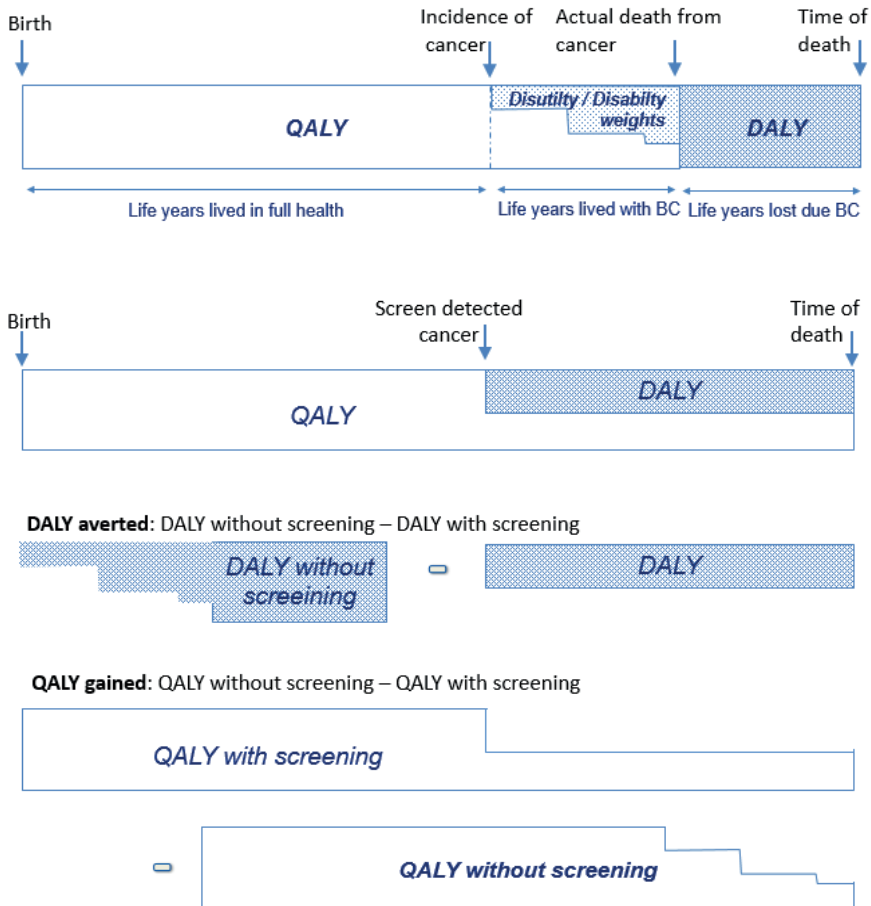 Birth
Incidence of
cancer
Actual death from
cancer
Time of
death
QALY
Disutilty / Disabilty
weights
DALY
Life years lived in full health
Life years lived with BC
Life years lost due BC
Birth
Screen detected
cancer
Time of
death
QALY
DALY
DALY averted: DALY without screening – DALY with screening
DALY without
screeining
DALY
QALY gained: QALY without screening – QALY with screening
QALY with screening
QALY without screening